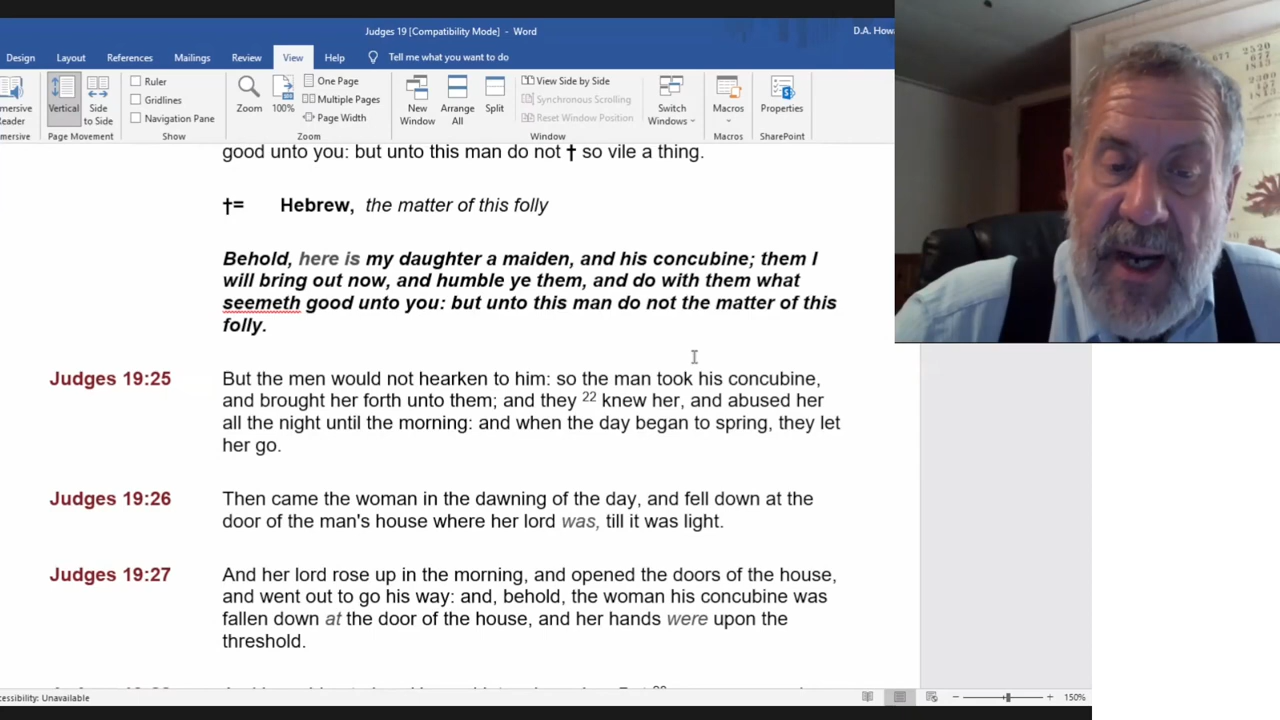 Judges 19 [Compatibility Mode] - Word
D.A. How
Design Layout References Mailings Review View Help Tell me what you want to do
Vertical
Side
to Side
Page Movement
Ruler
Gridlines
Navigation Pane
Show
Zoom
100%
One Page
Multiple Pages
Page Width
Zoom
New
Window
Arrange
All
Split
View Side by Side
Synchronous Scrolling
Reset Window Position
Window
Switch
Windows
Macros
Macros
Properties
SharePoint
677 2520
1843
2300
good unto you: but unto this man do not † so vile a thing.
†= Hebrew, the matter of this folly
Behold, here is my daughter a maiden, and his concubine; them I
will bring out now, and humble ye them, and do with them what
seemeth good unto you: but unto this man do not the matter of this
folly.
Judges 19:25 But the men would not hearken to him: so the man took his concubine,
and brought her forth unto them; and they 22 knew her, and abused her
all the night until the morning: and when the day began to spring, they let
her go.
Judges 19:26 Then came the woman in the dawning of the day, and fell down at the
door of the man's house where her lord was, till it was light.
Judges 19:27 And her lord rose up in the morning, and opened the doors of the house,
and went out to go his way: and, behold, the woman his concubine was
fallen down at the door of the house, and her hands were upon the
threshold.
ccessibility: Unavailable
150%